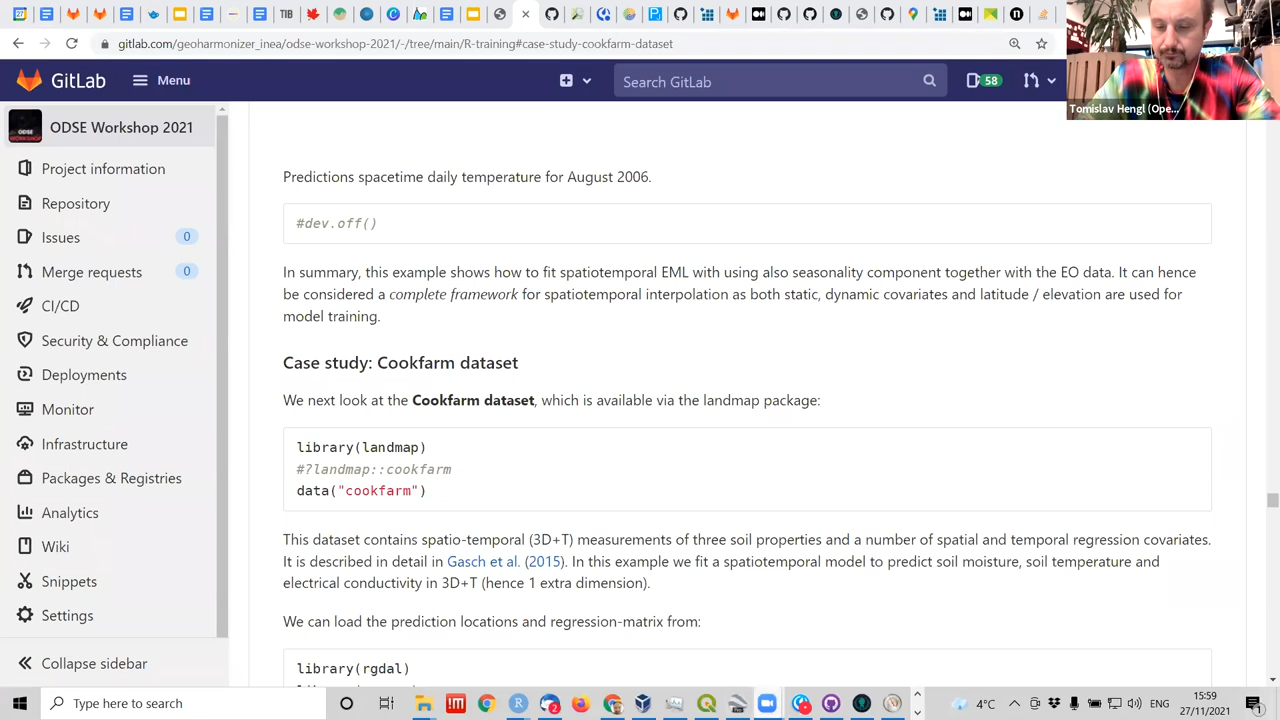 TIB
gitlab.com/geoharmonizer_inea/odse-workshop-2021/-/tree/main/R-training#case-study-cookfarm-dataset
GitLab
Menu
Search GitLab
58
Tomislav Hengl (Ope...
ODSE Workshop 2021
Project information
Repository
Issues 0
Merge requests 0
CI/CD
Security & Compliance
Deployments
Monitor
Infrastructure
Packages & Registries
Analytics
Wiki
Snippets
Settings
Collapse sidebar
Predictions spacetime daily temperature for August 2006.
#dev.off()
In summary, this example shows how to fit spatiotemporal EML with using also seasonality component together with the EO data. It can hence
be considered a complete framework for spatiotemporal interpolation as both static, dynamic covariates and latitude / elevation are used for
model training.
Case study: Cookfarm dataset
We next look at the Cookfarm dataset, which is available via the landmap package:
library(landmap)
#?landmap::cookfarm
data("cookfarm")
This dataset contains spatio-temporal (3D+T) measurements of three soil properties and a number of spatial and temporal regression covariates.
It is described in detail in Gasch et al. (2015). In this example we fit a spatiotemporal model to predict soil moisture, soil temperature and
electrical conductivity in 3D+T (hence 1 extra dimension).
We can load the prediction locations and regression-matrix from:
library(rgdal)
Type here to search
4°C
ENG
15:59
27/11/2021